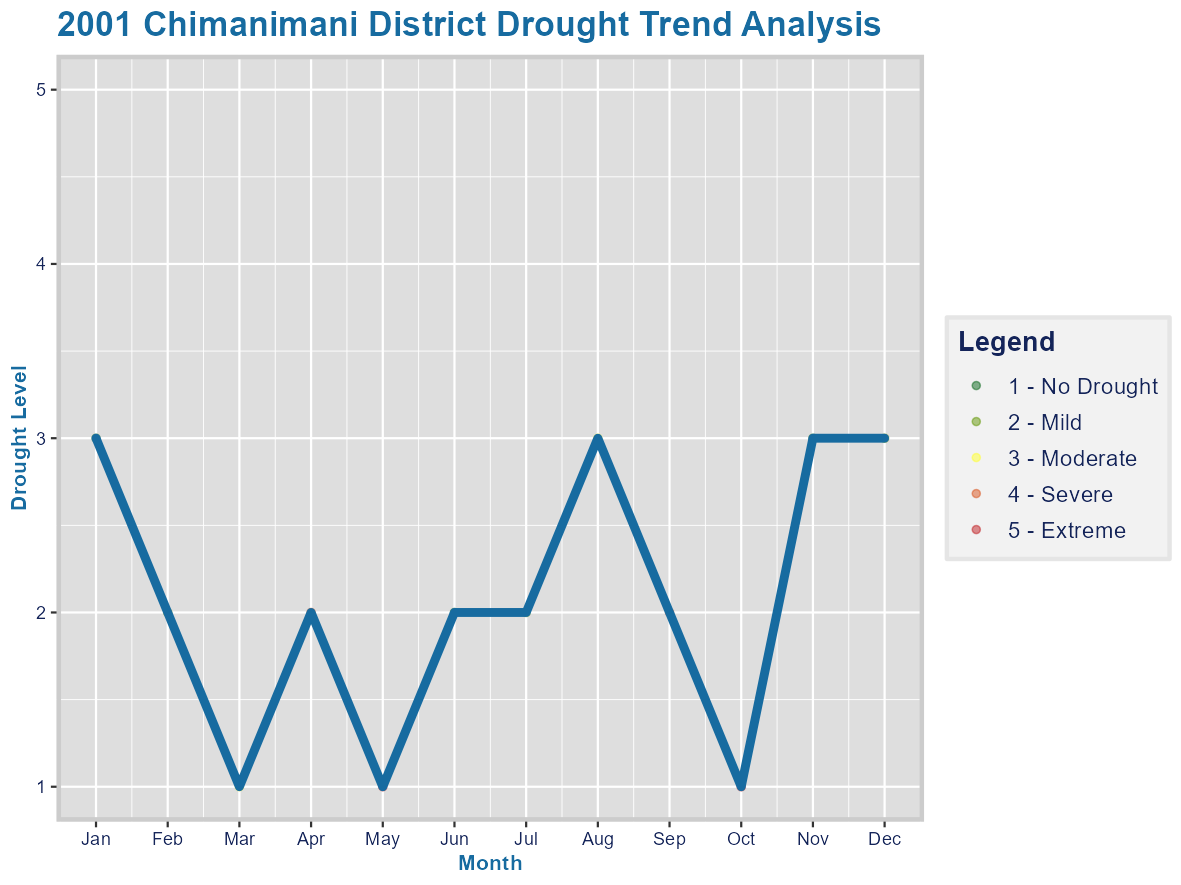 2001 Chimanimani District Drought Trend Analysis
Drought Level
5
4
3
2
1
Jan Feb Mar Apr May Jun Jul Aug Sep Oct Nov Dec
Month
Legend
1 - No Drought
2 - Mild
3 - Moderate
4 - Severe
5 - Extreme